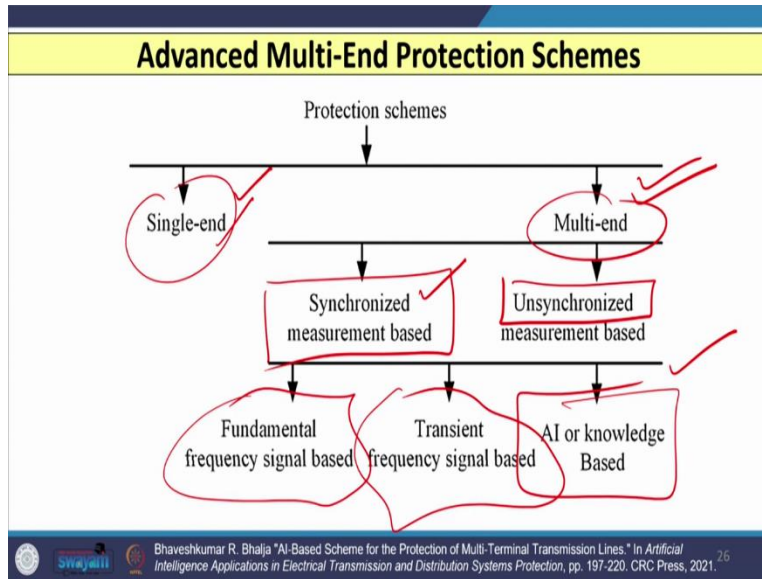 Advanced Multi-End Protection Schemes
Protection schemes
Single-end
Multi-end
Synchronized
measurement based
Unsynchronized
measurement based
Fundamental
frequency signal based
Transient
frequency signal based
AI or knowledge
Based
swayam
Bhaveshkumar R. Bhalja "AI-Based Scheme for the Protection of Multi-Terminal Transmission Lines." In Artificial
Intelligence Applications in Electrical Transmission and Distribution Systems Protection, pp. 197-220. CRC Press, 2021.
26